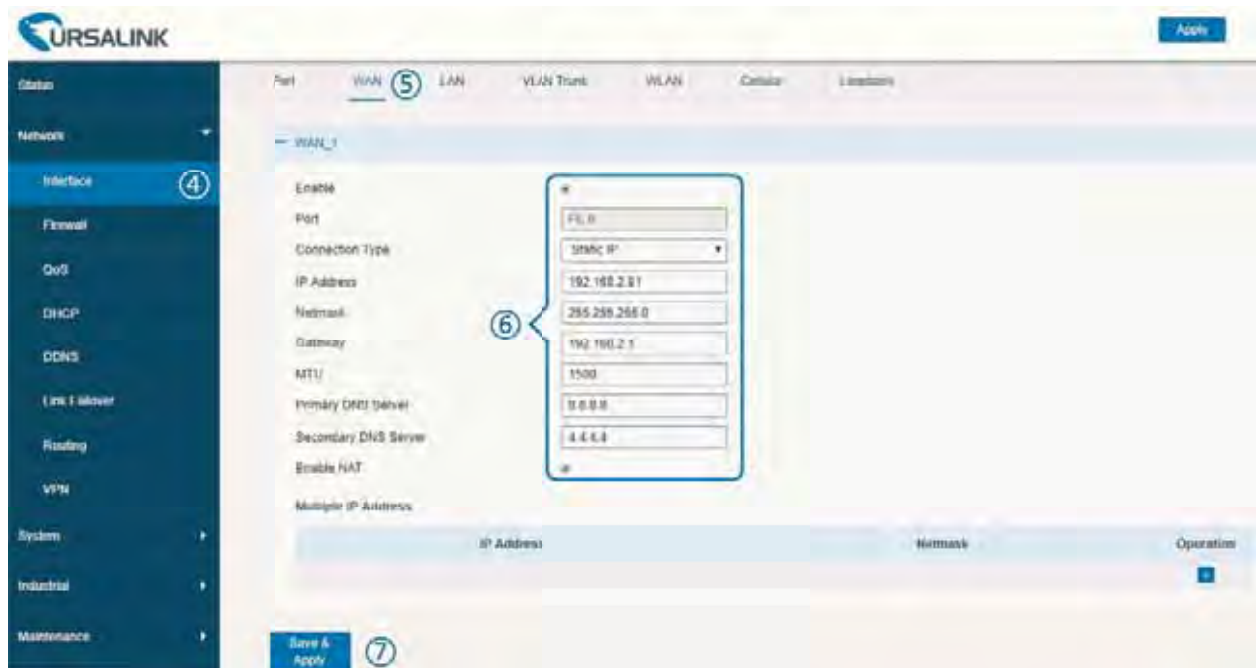 URSALINK
Apply
Status
Port WAN ⑤ LAN VLAN Trunk WLAN Cellular Loopback
Network
WAN_1
Interface ④
Enable
Firewall
Port FE 0
Connection Type Static IP
QoS
IP Address 192.168.2.81
DHCP
Netmask 255.255.255.0
⑥
Gateway 192.168.2.1
DDNS
MTU 1500
Link Failover
Primary DNS Server 8.8.8.8
Routing
Secondary DNS Server 4.4.4.4
Enable NAT
VPN
Multiple IP Address
System
IP Address Netmask Operation
Industrial
Maintenance
Save &
Apply ⑦